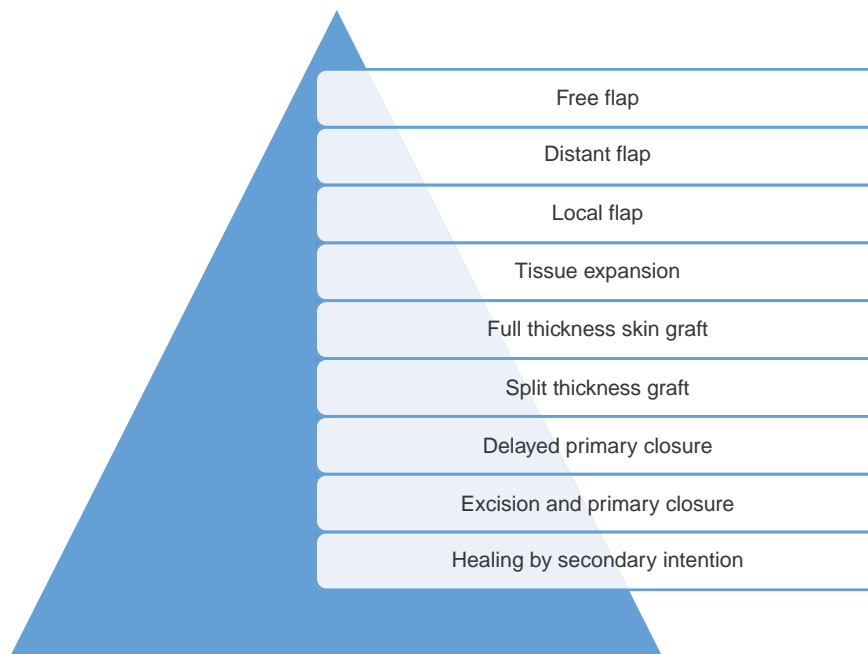 Free flap
Distant flap
Local flap
Tissue expansion
Full thickness skin graft
Split thickness graft
Delayed primary closure
Excision and primary closure
Healing by secondary intention